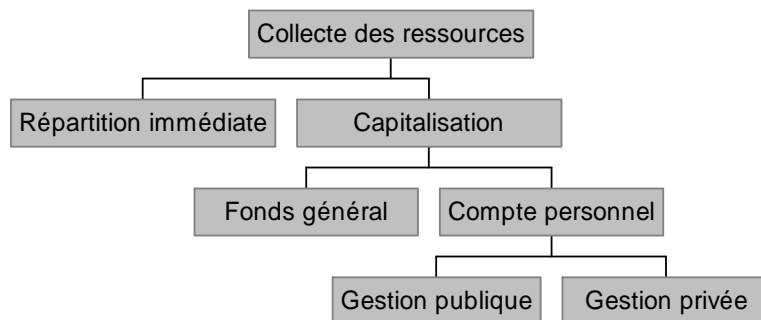 Collecte des ressources
Répartition immédiate
Capitalisation
Fonds général
Compte personnel
Gestion publique
Gestion privée